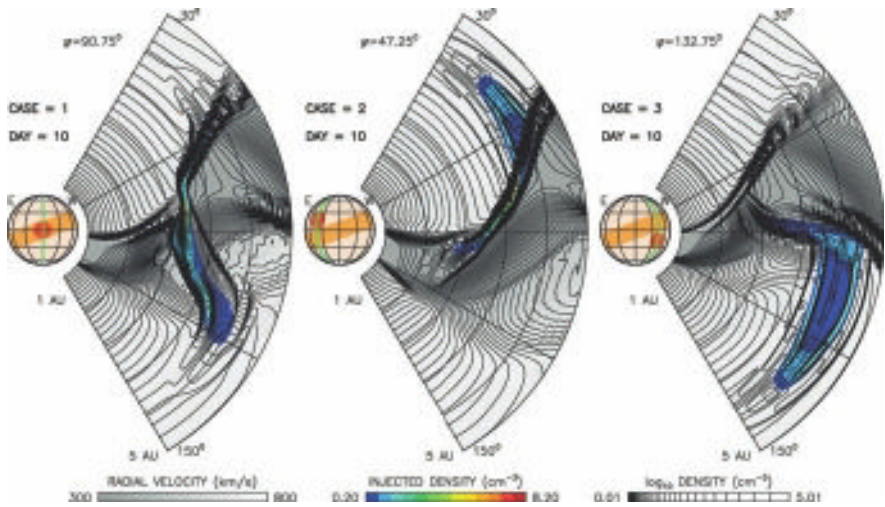 30° 30° 30°
φ=90.75° φ=47.25° φ=132.75°
CASE = 1 CASE = 2 CASE = 3
DAY = 10 DAY = 10 DAY = 10
E E E
1 AU 1 AU 1 AU
5 AU 150° 5 AU 150° 5 AU 150°
RADIAL VELOCITY (km/s) INJECTED DENSITY (cm⁻³) log₁₀ DENSITY (cm⁻³)
300 800 0.20 8.20 0.01 5.01